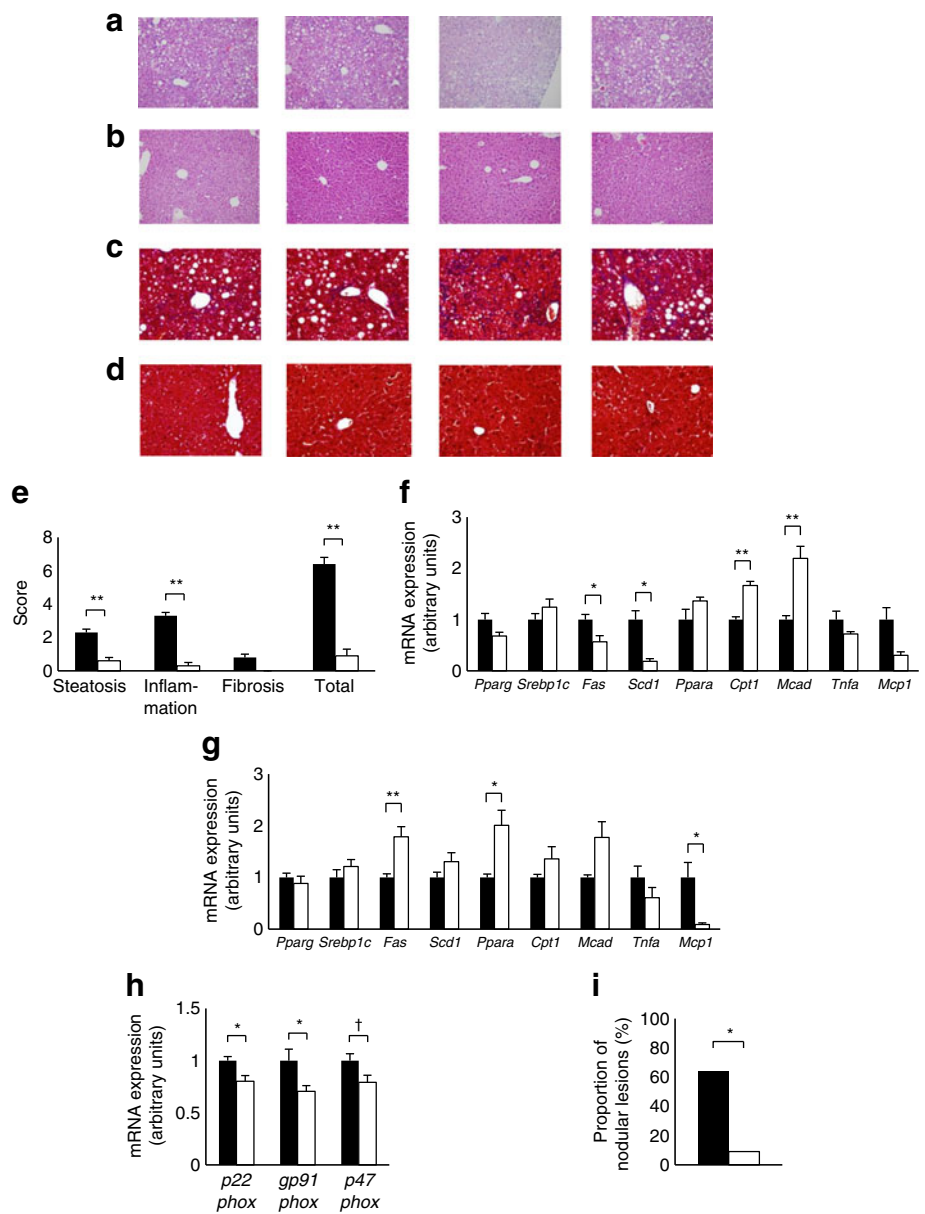 a
b
c
d
e
Score
8
6
4
2
0
**
**
**
Steatosis
Inflam-
mation
Fibrosis
Total
f
mRNA expression
(arbitrary units)
3
2
1
0
*
*
**
**
Pparg Srebp1c Fas Scd1 Ppara Cpt1 Mcad Tnfa Mcp1
g
mRNA expression
(arbitrary units)
3
2
1
0
**
*
*
Pparg Srebp1c Fas Scd1 Ppara Cpt1 Mcad Tnfa Mcp1
h
mRNA expression
(arbitrary units)
1.5
1
0.5
0
*
*
†
p22
phox
gp91
phox
p47
phox
i
Proportion of
nodular lesions (%)
100
80
60
40
20
0
*